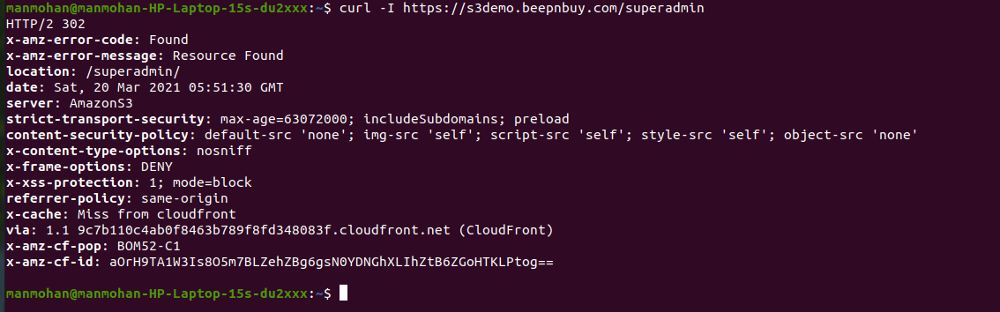 manmohan@manmohan-HP-Laptop-15s-du2xxx:~$ curl -I https://s3demo.beepnbuy.com/superadmin
HTTP/2 302
x-amz-error-code: Found
x-amz-error-message: Resource Found
location: /superadmin/
date: Sat, 20 Mar 2021 05:51:30 GMT
server: AmazonS3
strict-transport-security: max-age=63072000; includeSubdomains; preload
content-security-policy: default-src 'none'; img-src 'self'; script-src 'self'; style-src 'self'; object-src 'none'
x-content-type-options: nosniff
x-frame-options: DENY
x-xss-protection: 1; mode=block
referrer-policy: same-origin
x-cache: Miss from cloudfront
via: 1.1 9c7b110c4ab0f8463b789f8fd348083f.cloudfront.net (CloudFront)
x-amz-cf-pop: BOM52-C1
x-amz-cf-id: aOrH9TA1W3Is8O5m7BLZehZBg6gsN0YDNGhXLIhZtB6ZGoHTKLPtog==
manmohan@manmohan-HP-Laptop-15s-du2xxx:~$